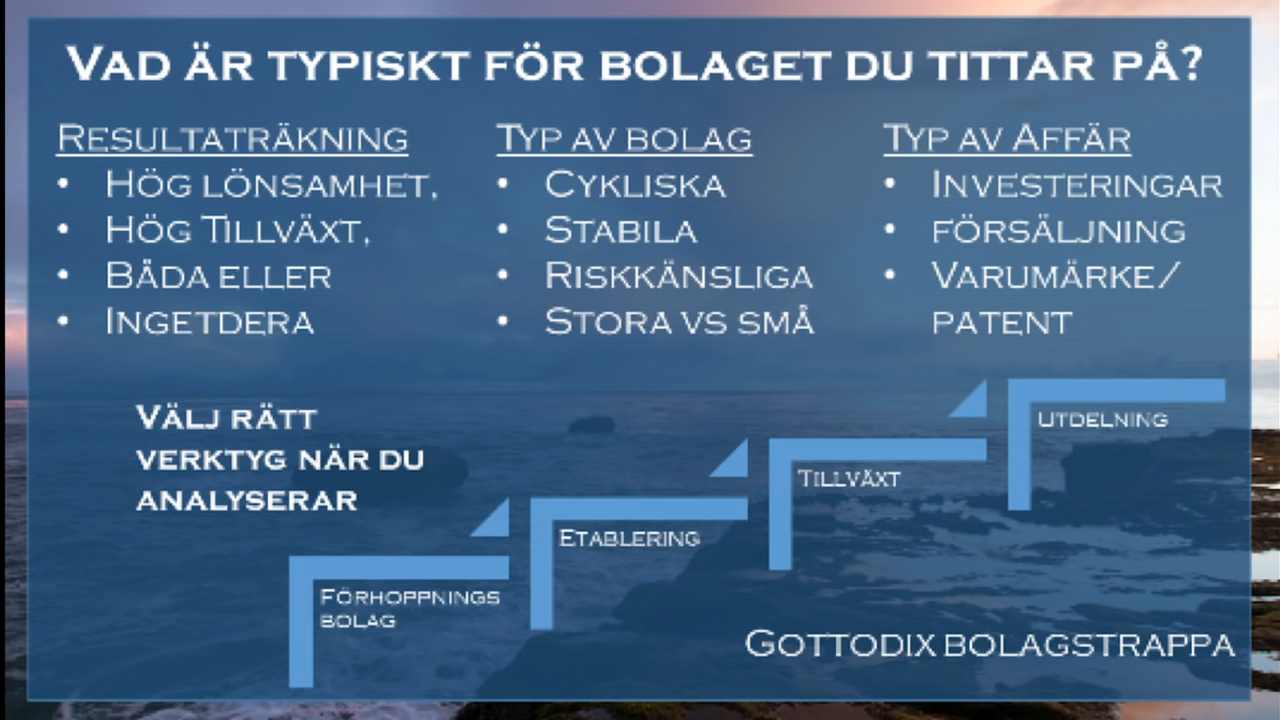 VAD ÄR TYPISKT FÖR BOLAGET DU TITTAR PÅ?
RESULTATRÄKNING
• HÖG LÖNSAMHET,
• HÖG TILLVÄXT,
• BÅDA ELLER
• INGETDERA
TYP AV BOLAG
• CYKLISKA
• STABILA
• RISKKÄNSLIGA
• STORA VS SMÅ
TYP AV AFFÄR
• INVESTERINGAR
• FÖRSÄLJNING
• VARUMÄRKE/
PATENT
VÄLJ RÄTT
VERKTYG NÄR DU
ANALYSERAR
FÖRHOPPNINGS
BOLAG
ETABLERING
TILLVÄXT
UTDELNING
GOTTODIX BOLAGSTRAPPA